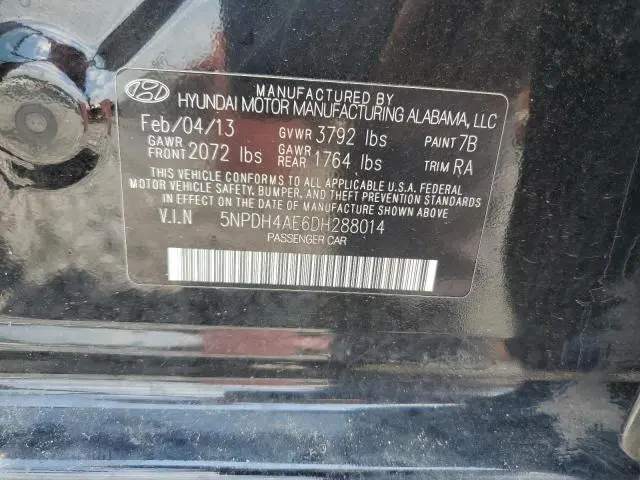 MANUFACTURED BY
HYUNDAI MOTOR MANUFACTURING ALABAMA, LLC
Feb/04/13 GVWR 3792 lbs PAINT 7B
GAWR FRONT 2072 lbs GAWR REAR 1764 lbs TRIM RA
THIS VEHICLE CONFORMS TO ALL APPLICABLE U.S.A. FEDERAL
MOTOR VEHICLE SAFETY, BUMPER, AND THEFT PREVENTION STANDARDS
IN EFFECT ON THE DATE OF MANUFACTURE SHOWN ABOVE.
V.I.N 5NPDH4AE6DH288014
PASSENGER CAR